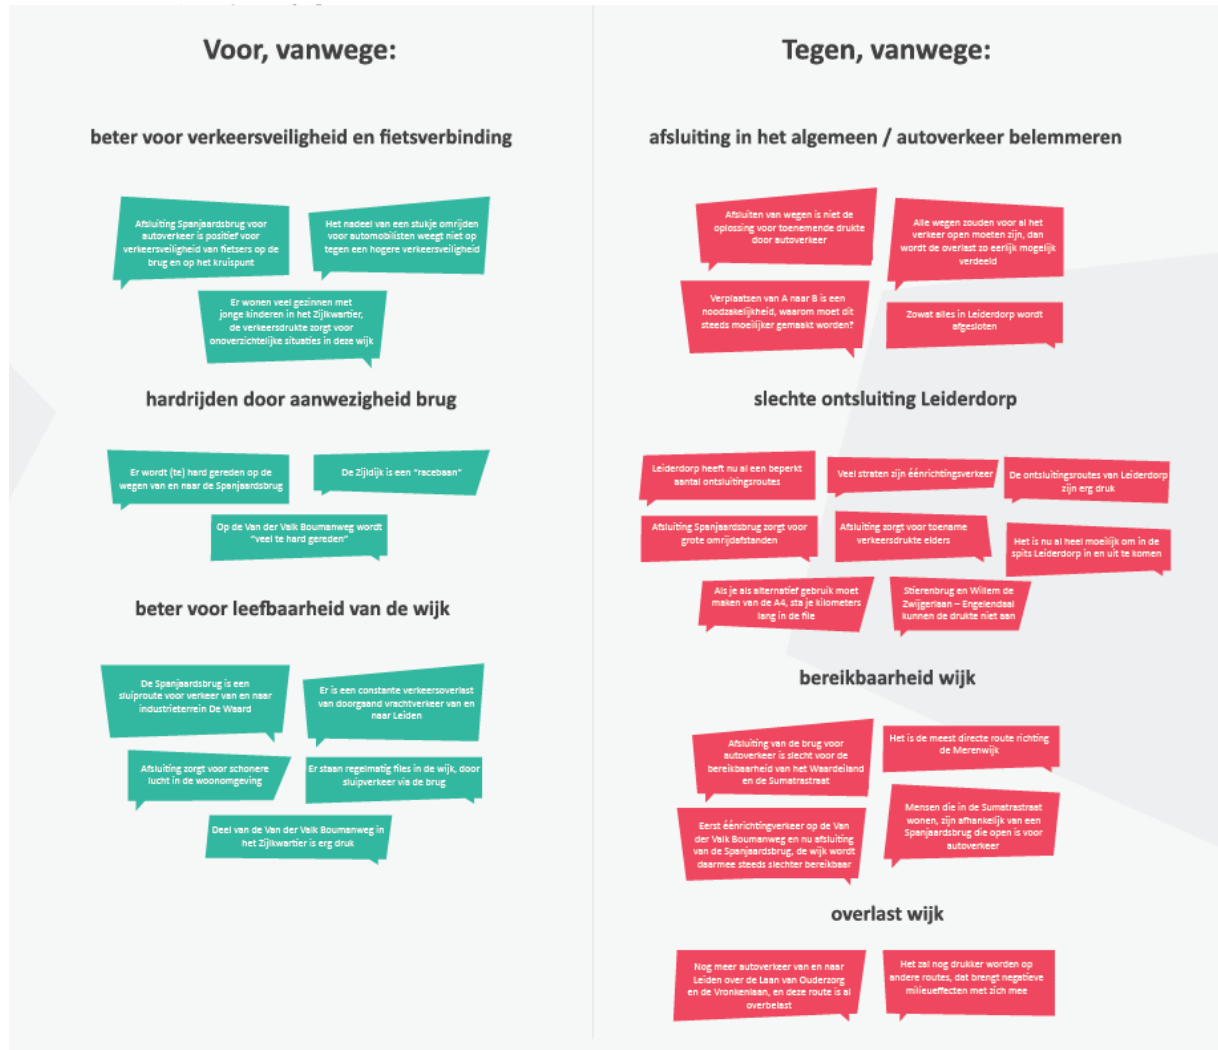 Voor, vanwege:
beter voor verkeersveiligheid en fietsverbinding
Afsluiting Spanjaardsbrug voor
autoverkeer is positief voor
verkeersveiligheid van fietsers op de
brug en op het kruispunt
Het nadeel van een stukje omrijden
voor automobilisten weegt niet op
tegen een hogere verkeersveiligheid
Er wonen veel gezinnen met
jonge kinderen in het Zijlkwartier,
de verkeersdrukte zorgt voor
onoverzichtelijke situaties in deze wijk
hardrijden door aanwezigheid brug
Er wordt (te) hard gereden op de
wegen van en naar de Spanjaardsbrug
De Zijldijk is een "racebaan"
Op de Van der Valk Boumanweg wordt
"veel te hard gereden"
beter voor leefbaarheid van de wijk
De Spanjaardsbrug is een
sluiproute voor verkeer van en naar
industrieterrein De Waard
Er is een constante verkeersoverlast
van doorgaand vrachtverkeer van en
naar Leiden
Afsluiting zorgt voor schonere
lucht in de woonomgeving
Er staan regelmatig files in de wijk, door
sluipverkeer via de brug
Deel van de Van der Valk Boumanweg in
het Zijlkwartier is erg druk
Tegen, vanwege:
afsluiting in het algemeen / autoverkeer belemmeren
Afsluiten van wegen is niet de
oplossing voor toenemende drukte
door autoverkeer
Alle wegen zouden voor al het
verkeer open moeten zijn, dan
wordt de overlast zo eerlijk mogelijk
verdeeld
Verplaatsen van A naar B is een
noodzakelijkheid, waarom moet dit
steeds moeilijker gemaakt worden?
Zowat alles in Leiderdorp wordt
afgesloten
slechte ontsluiting Leiderdorp
Leiderdorp heeft nu al een beperkt
aantal ontsluitingsroutes
Veel straten zijn éénrichtingsverkeer
De ontsluitingsroutes van Leiderdorp
zijn erg druk
Afsluiting Spanjaardsbrug zorgt voor
grote omrijdafstanden
Afsluiting zorgt voor toename
verkeersdrukte elders
Het is nu al heel moeilijk om in de
spits Leiderdorp in en uit te komen
Als je als alternatief gebruik moet
maken van de A4, sta je kilometers
lang in de file
Stierenbrug en Willem de
Zwijgerlaan – Engelendaal
kunnen de drukte niet aan
bereikbaarheid wijk
Afsluiting van de brug voor
autoverkeer is slecht voor de
bereikbaarheid van het Waardeiland
en de Sumatrastraat
Het is de meest directe route richting
de Merenwijk
Eerst éénrichtingverkeer op de Van
der Valk Boumanweg en nu afsluiting
van de Spanjaardsbrug, de wijk wordt
daarmee steeds slechter bereikbaar
Mensen die in de Sumatrastraat
wonen, zijn afhankelijk van een
Spanjaardsbrug die open is voor
autoverkeer
overlast wijk
Nog meer autoverkeer van en naar
Leiden over de Laan van Ouderzorg
en de Vronkenlaan, en deze route is al
overbelast
Het zal nog drukker worden op
andere routes, dat brengt negatieve
milieueffecten met zich mee